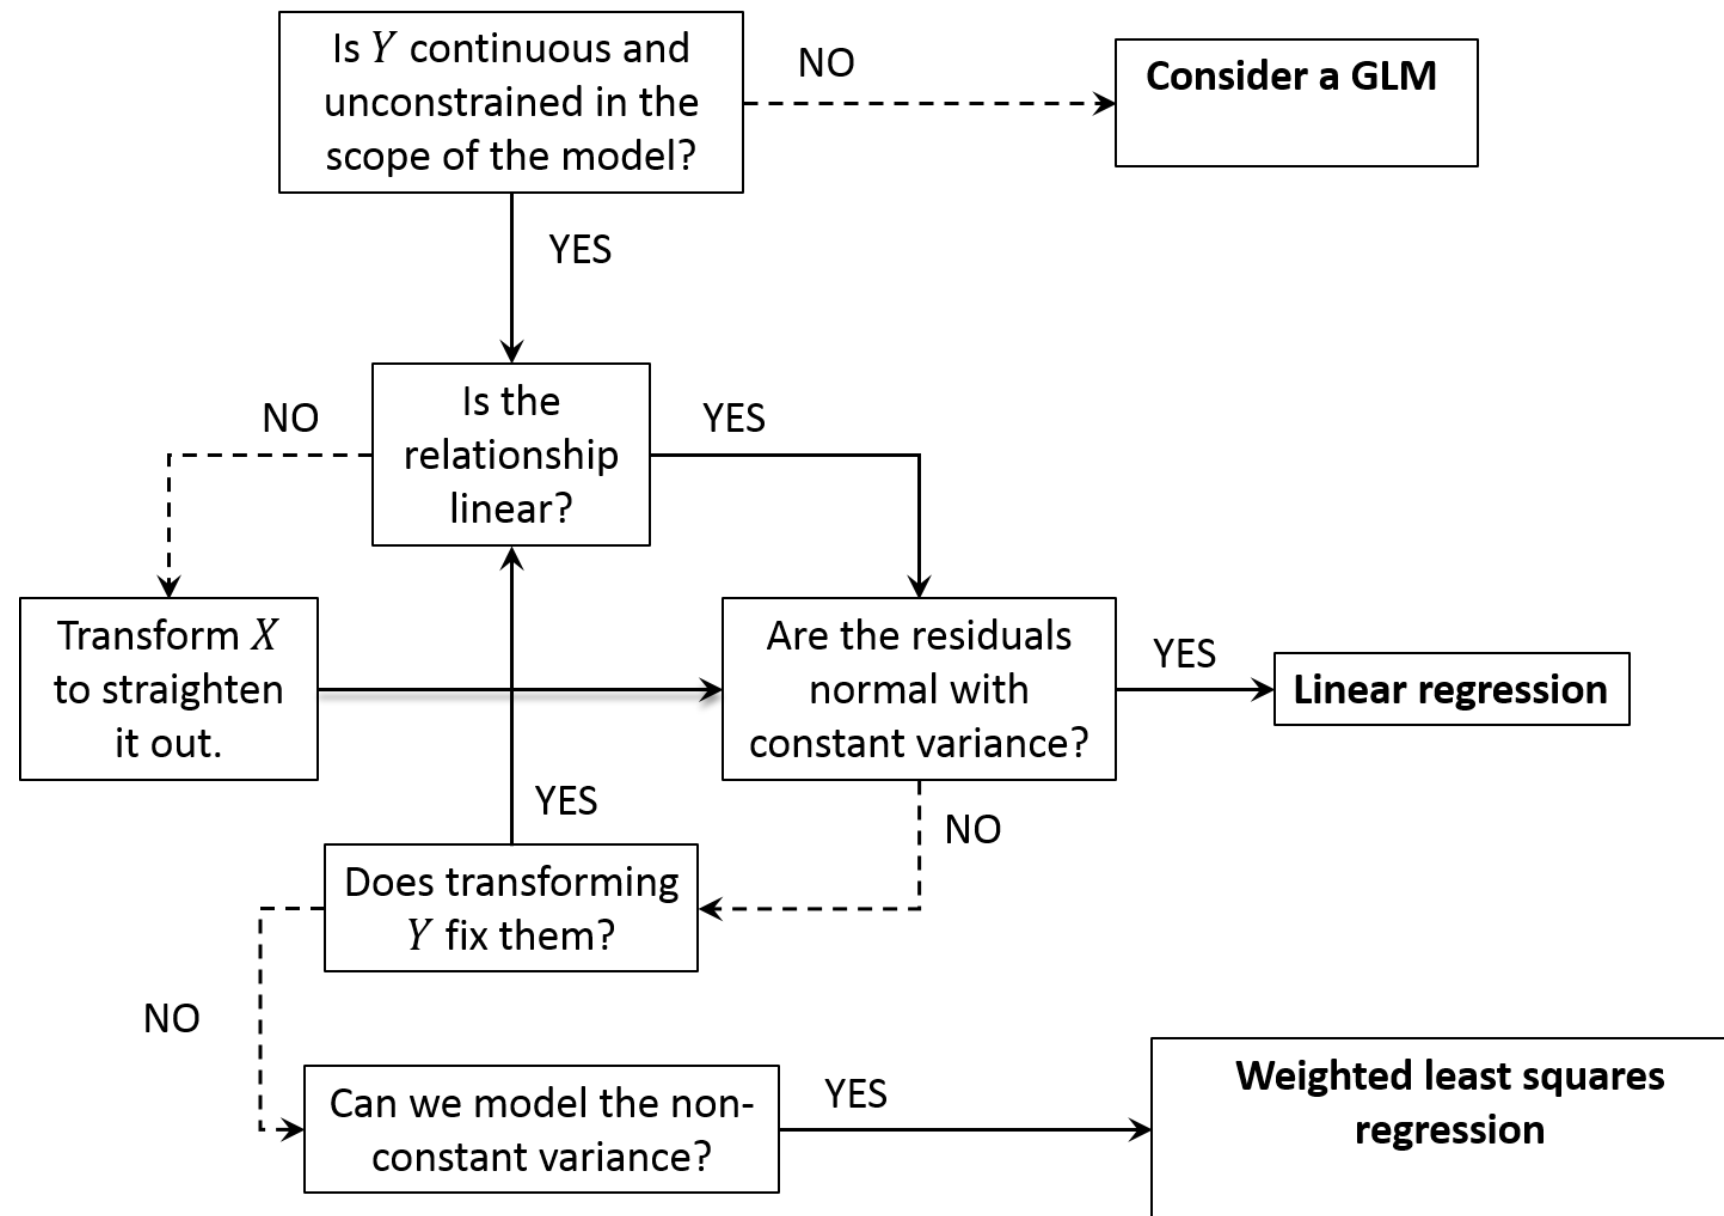 Is Y continuous and
unconstrained in the
scope of the model?
NO
Consider a GLM
YES
Is the
relationship
linear?
NO
YES
Transform X
to straighten
it out.
Are the residuals
normal with
constant variance?
YES
Linear regression
YES
NO
Does transforming
Y fix them?
NO
Can we model the non-
constant variance?
YES
Weighted least squares
regression